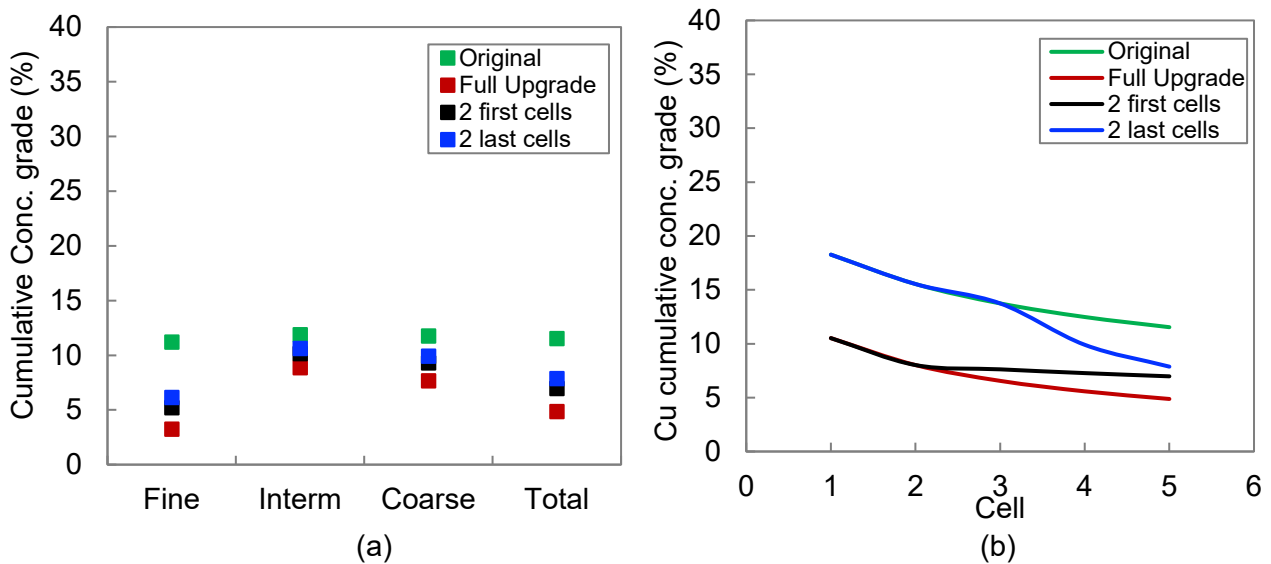 Cumulative Conc. grade (%)
40
35
30
25
20
15
10
5
0
Original
Full Upgrade
2 first cells
2 last cells
Fine Interm Coarse Total
(a)
Cu cumulative conc. grade (%)
40
35
30
25
20
15
10
5
0
Original
Full Upgrade
2 first cells
2 last cells
0 1 2 3 4 5 6
Cell
(b)